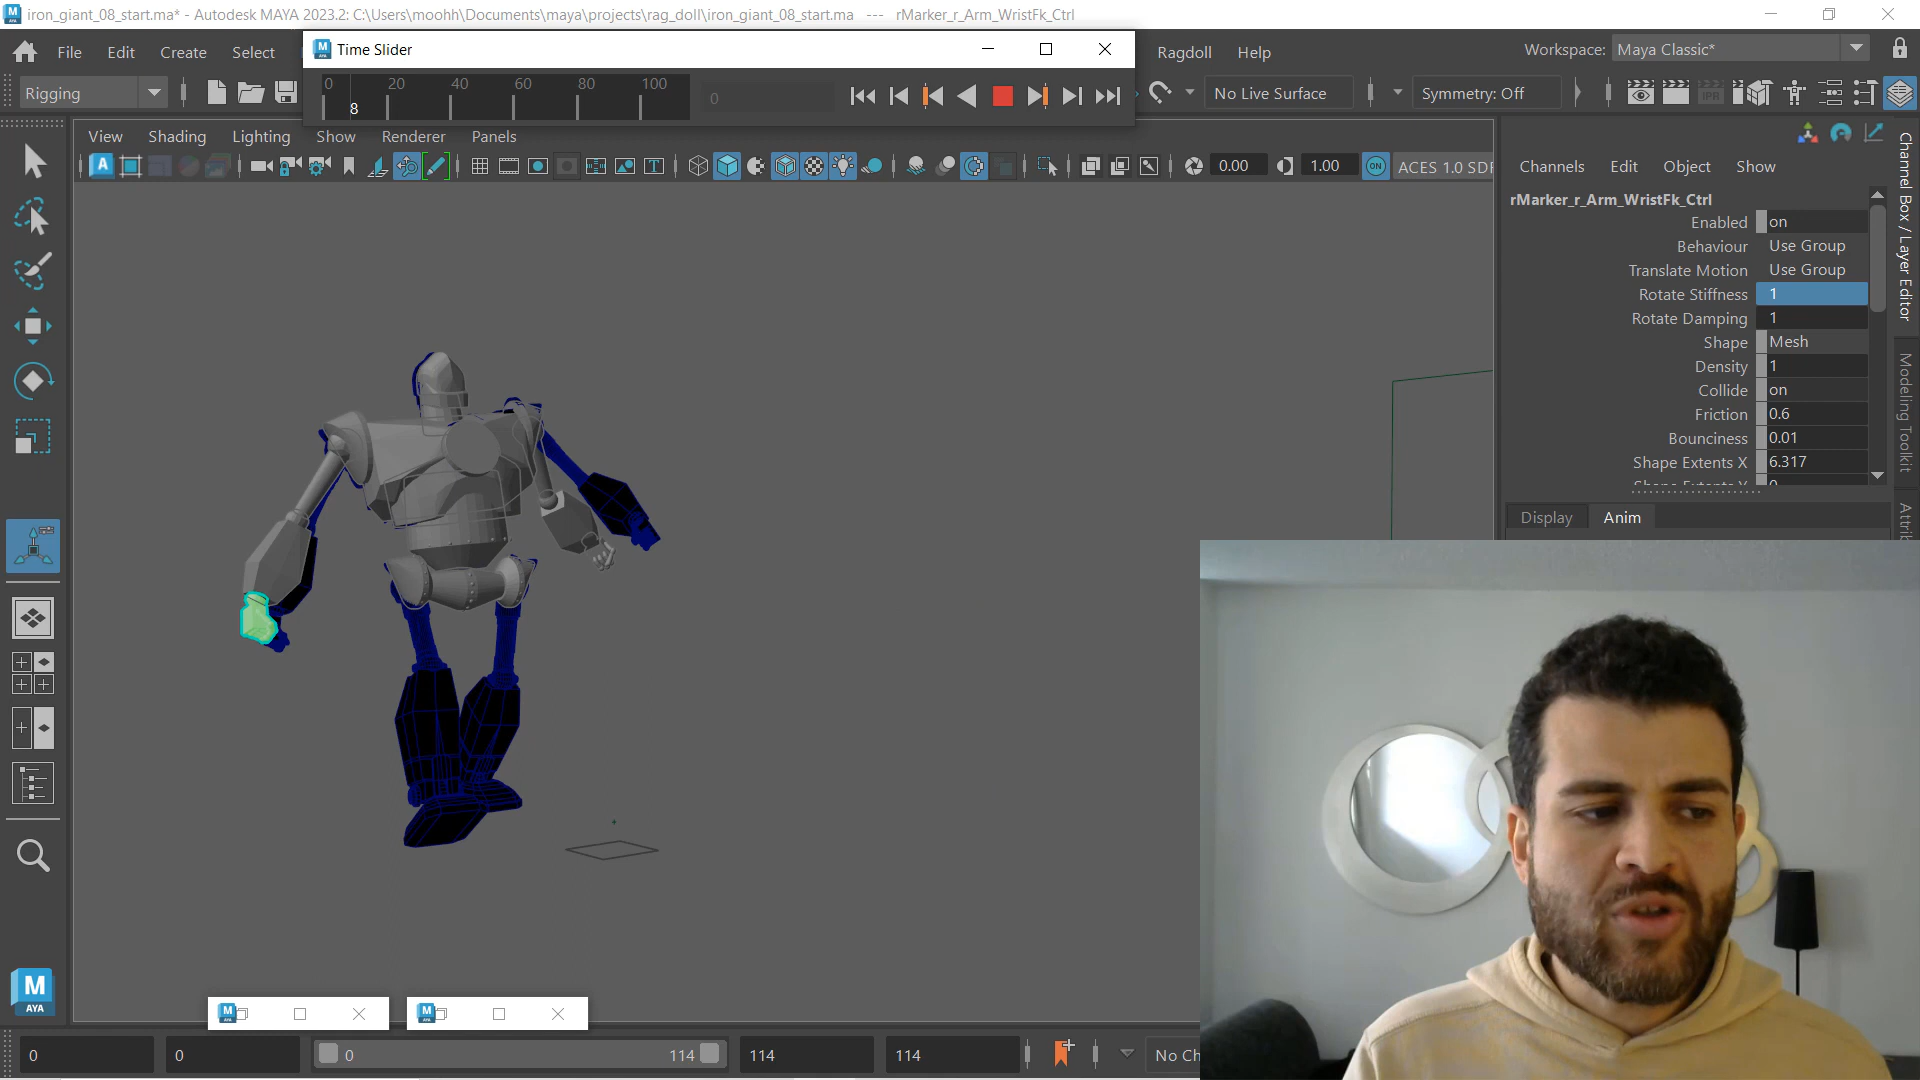 iron_giant_08_start.ma* - Autodesk MAYA 2023.2: C:\Users\moohh\Documents\maya\projects\rag_doll\iron_giant_08_start.ma --- rMarker_r_Arm_WristFk_Ctrl
File Edit Create Select
Time Slider
Ragdoll Help
Workspace: Maya Classic*
Rigging
0 20 40 60 80 100
8
0
No Live Surface
Symmetry: Off
IPR
View Shading Lighting Show Renderer Panels
A
T
0.00
1.00
ON
ACES 1.0 SDR
Channels Edit Object Show
rMarker_r_Arm_WristFk_Ctrl
Enabled on
Behaviour Use Group
Translate Motion Use Group
Rotate Stiffness 1
Rotate Damping 1
Shape Mesh
Density 1
Collide on
Friction 0.6
Bounciness 0.01
Shape Extents X 6.317
Display Anim
Channel Box / Layer Editor
Modeling Toolkit
M
AYA
0
0
0 114
114
114
No Ch